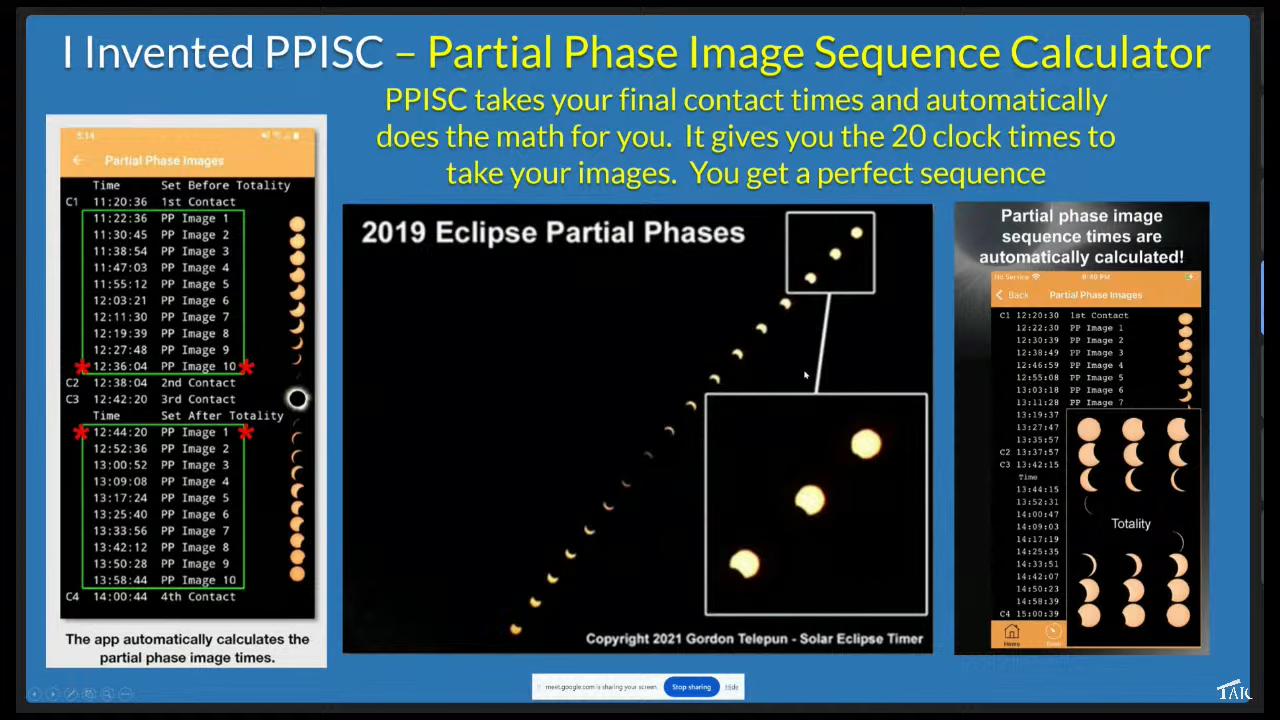 I Invented PPISC – Partial Phase Image Sequence Calculator
PPISC takes your final contact times and automatically
does the math for you. It gives you the 20 clock times to
take your images. You get a perfect sequence
5:14
Partial Phase Images
Time Set Before Totality
C1 11:20:36 1st Contact
11:22:36 PP Image 1
11:30:45 PP Image 2
11:38:54 PP Image 3
11:47:03 PP Image 4
11:55:12 PP Image 5
12:03:21 PP Image 6
12:11:30 PP Image 7
12:19:39 PP Image 8
12:27:48 PP Image 9
* 12:36:04 PP Image 10 *
C2 12:38:04 2nd Contact
C3 12:42:20 3rd Contact
Time Set After Totality
* 12:44:20 PP Image 1 *
12:52:36 PP Image 2
13:00:52 PP Image 3
13:09:08 PP Image 4
13:17:24 PP Image 5
13:25:40 PP Image 6
13:33:56 PP Image 7
13:42:12 PP Image 8
13:50:28 PP Image 9
13:58:44 PP Image 10
C4 14:00:44 4th Contact
The app automatically calculates the
partial phase image times.
2019 Eclipse Partial Phases
Copyright 2021 Gordon Telepun - Solar Eclipse Timer
Partial phase image
sequence times are
automatically calculated!
No Service 6:40 PM
Back Partial Phase Images
C1 12:20:30 1st Contact
12:22:30 PP Image 1
12:30:39 PP Image 2
12:38:49 PP Image 3
12:46:59 PP Image 4
12:55:08 PP Image 5
13:03:18 PP Image 6
13:11:28 PP Image 7
13:19:37
13:27:47
13:35:57
C2 13:37:57
C3 13:42:15
Time
13:44:15
13:52:31
14:00:47
14:09:03
14:17:19
14:25:35
14:33:51
14:42:07
14:50:23
14:58:39
C4 15:00:39
Totality
Home
meet.google.com is sharing your screen. Stop sharing Hide